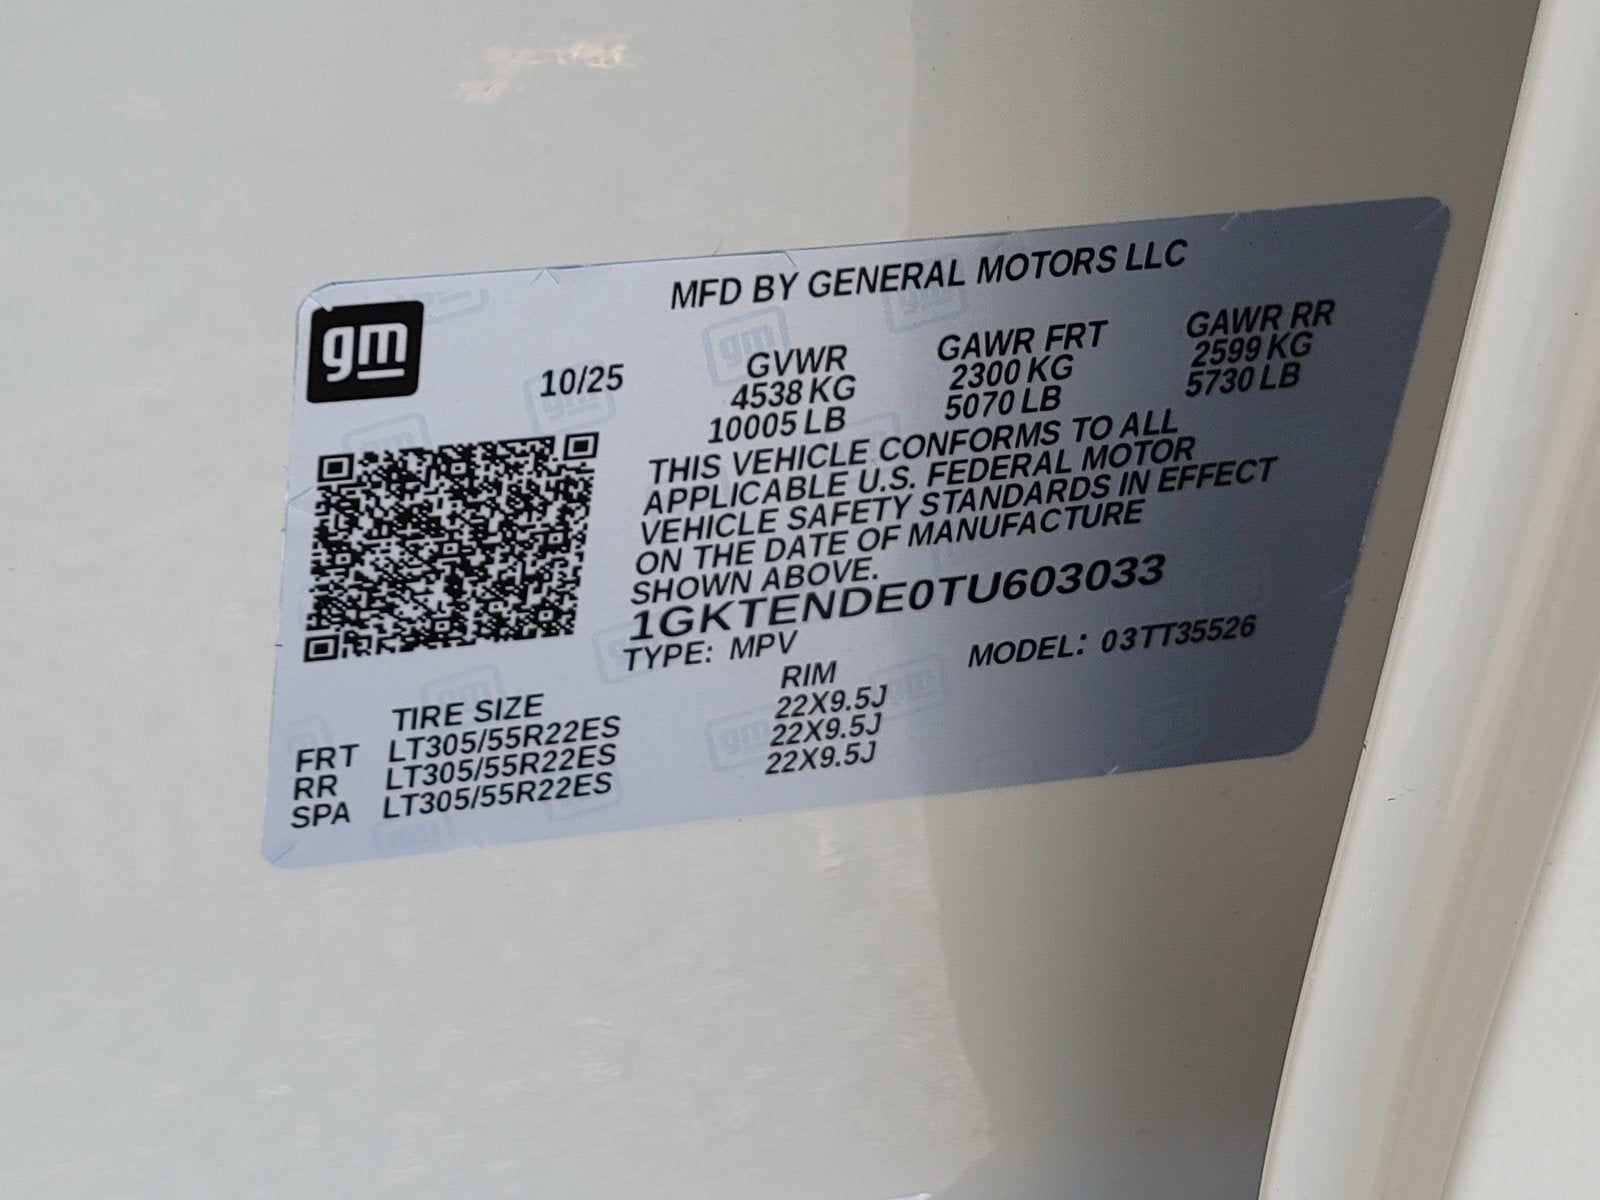 gm
MFD BY GENERAL MOTORS LLC
10/25
GVWR GAWR FRT GAWR RR
4538 KG 2300 KG 2599 KG
10005 LB 5070 LB 5730 LB
THIS VEHICLE CONFORMS TO ALL
APPLICABLE U.S. FEDERAL MOTOR
VEHICLE SAFETY STANDARDS IN EFFECT
ON THE DATE OF MANUFACTURE
SHOWN ABOVE.
1GKTENDE0TU603033
TYPE: MPV MODEL: 03TT35526
TIRE SIZE RIM
FRT LT305/55R22ES 22X9.5J
RR LT305/55R22ES 22X9.5J
SPA LT305/55R22ES 22X9.5J